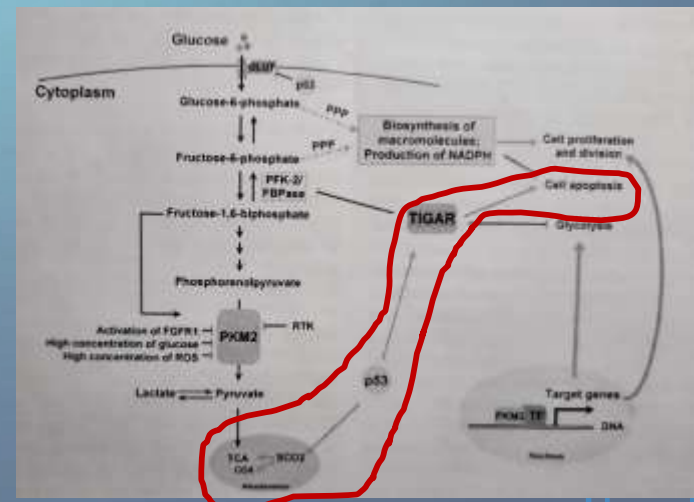 Glucose
GLUT
p53
Cytoplasm
Glucose-6-phosphate
PPP
Biosynthesis of
macromolecules;
Production of NADPH
Cell proliferation
and division
Fructose-6-phosphate
PPP
PFK-2/
FBPase
Cell apoptosis
TIGAR
Fructose-1,6-biphosphate
Glycolysis
Phosphoenolpyruvate
Activation of FGFR1
High concentration of glucose
High concentration of ROS
PKM2
RTK
Lactate
Pyruvate
p53
Target genes
PKM2
TF
DNA
TCA
SCO2